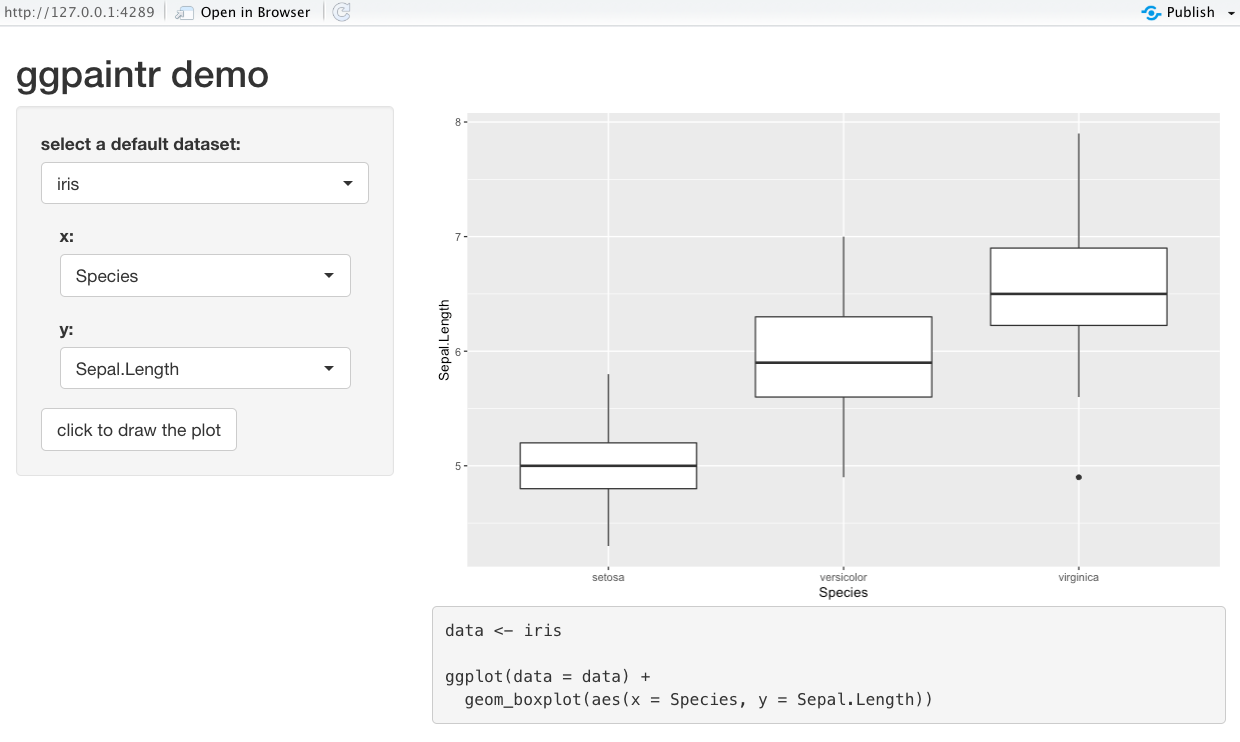 http://127.0.0.1:4289 Open in Browser Publish
ggpaintr demo
select a default dataset:
iris
x:
Species
y:
Sepal.Length
click to draw the plot
8
7
6
5
Sepal.Length
setosa versicolor virginica
Species
data <- iris
ggplot(data = data) +
geom_boxplot(aes(x = Species, y = Sepal.Length))